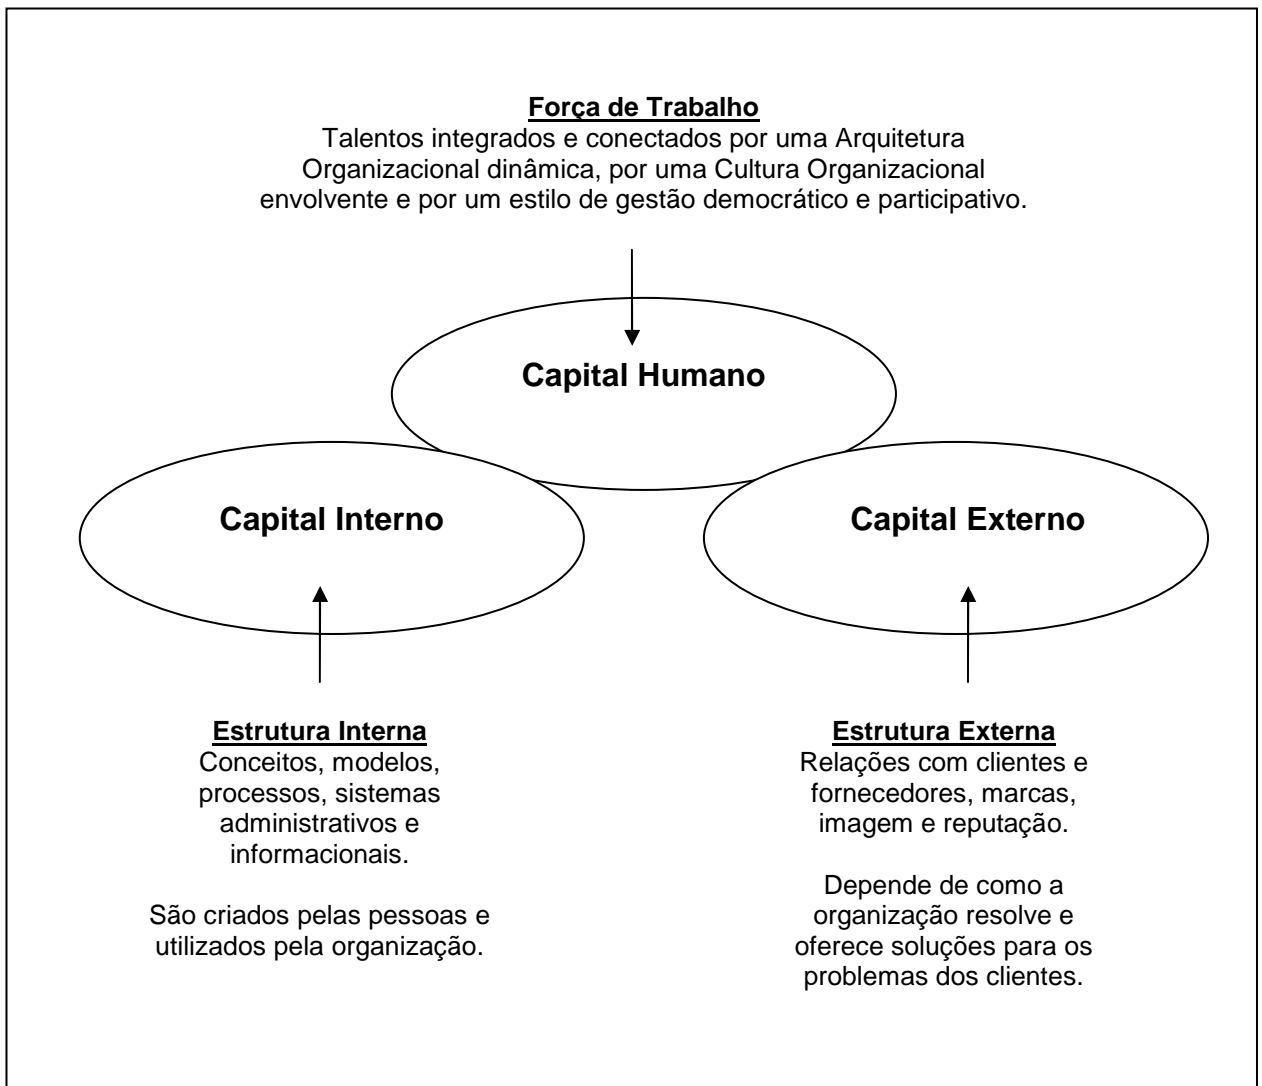 Força de Trabalho
Talentos integrados e conectados por uma Arquitetura
Organizacional dinâmica, por uma Cultura Organizacional
envolvente e por um estilo de gestão democrático e participativo.
Capital Humano
Capital Interno
Capital Externo
Estrutura Interna
Conceitos, modelos,
processos, sistemas
administrativos e
informacionais.
São criados pelas pessoas e
utilizados pela organização.
Estrutura Externa
Relações com clientes e
fornecedores, marcas,
imagem e reputação.
Depende de como a
organização resolve e
oferece soluções para os
problemas dos clientes.